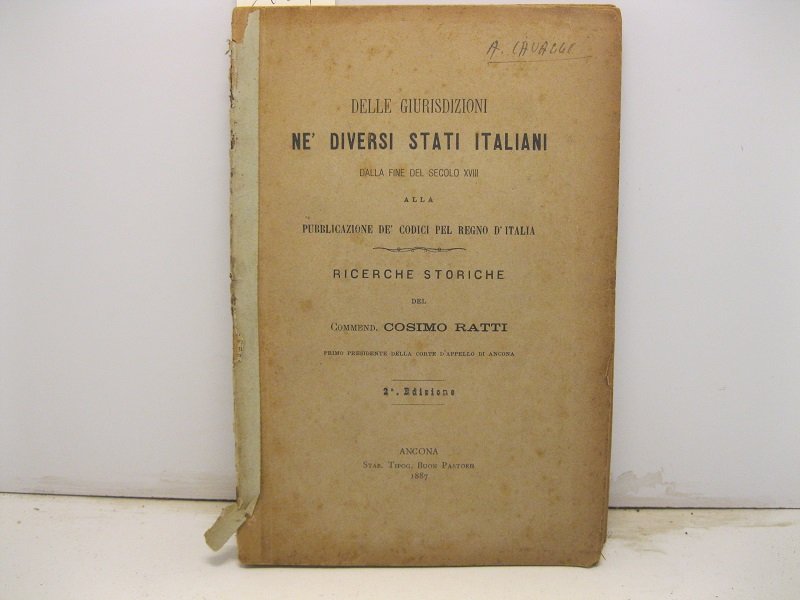 A. CAVAGGI
DELLE GIURISDIZIONI
NE' DIVERSI STATI ITALIANI
DALLA FINE DEL SECOLO XVIII
ALLA
PUBBLICAZIONE DE' CODICI PEL REGNO D'ITALIA
RICERCHE STORICHE
DEL
COMMEND. COSIMO RATTI
PRIMO PRESIDENTE DELLA CORTE D'APPELLO DI ANCONA
2ª. Edizione
ANCONA
STAB. TIPOG. BUON PASTORE
1887